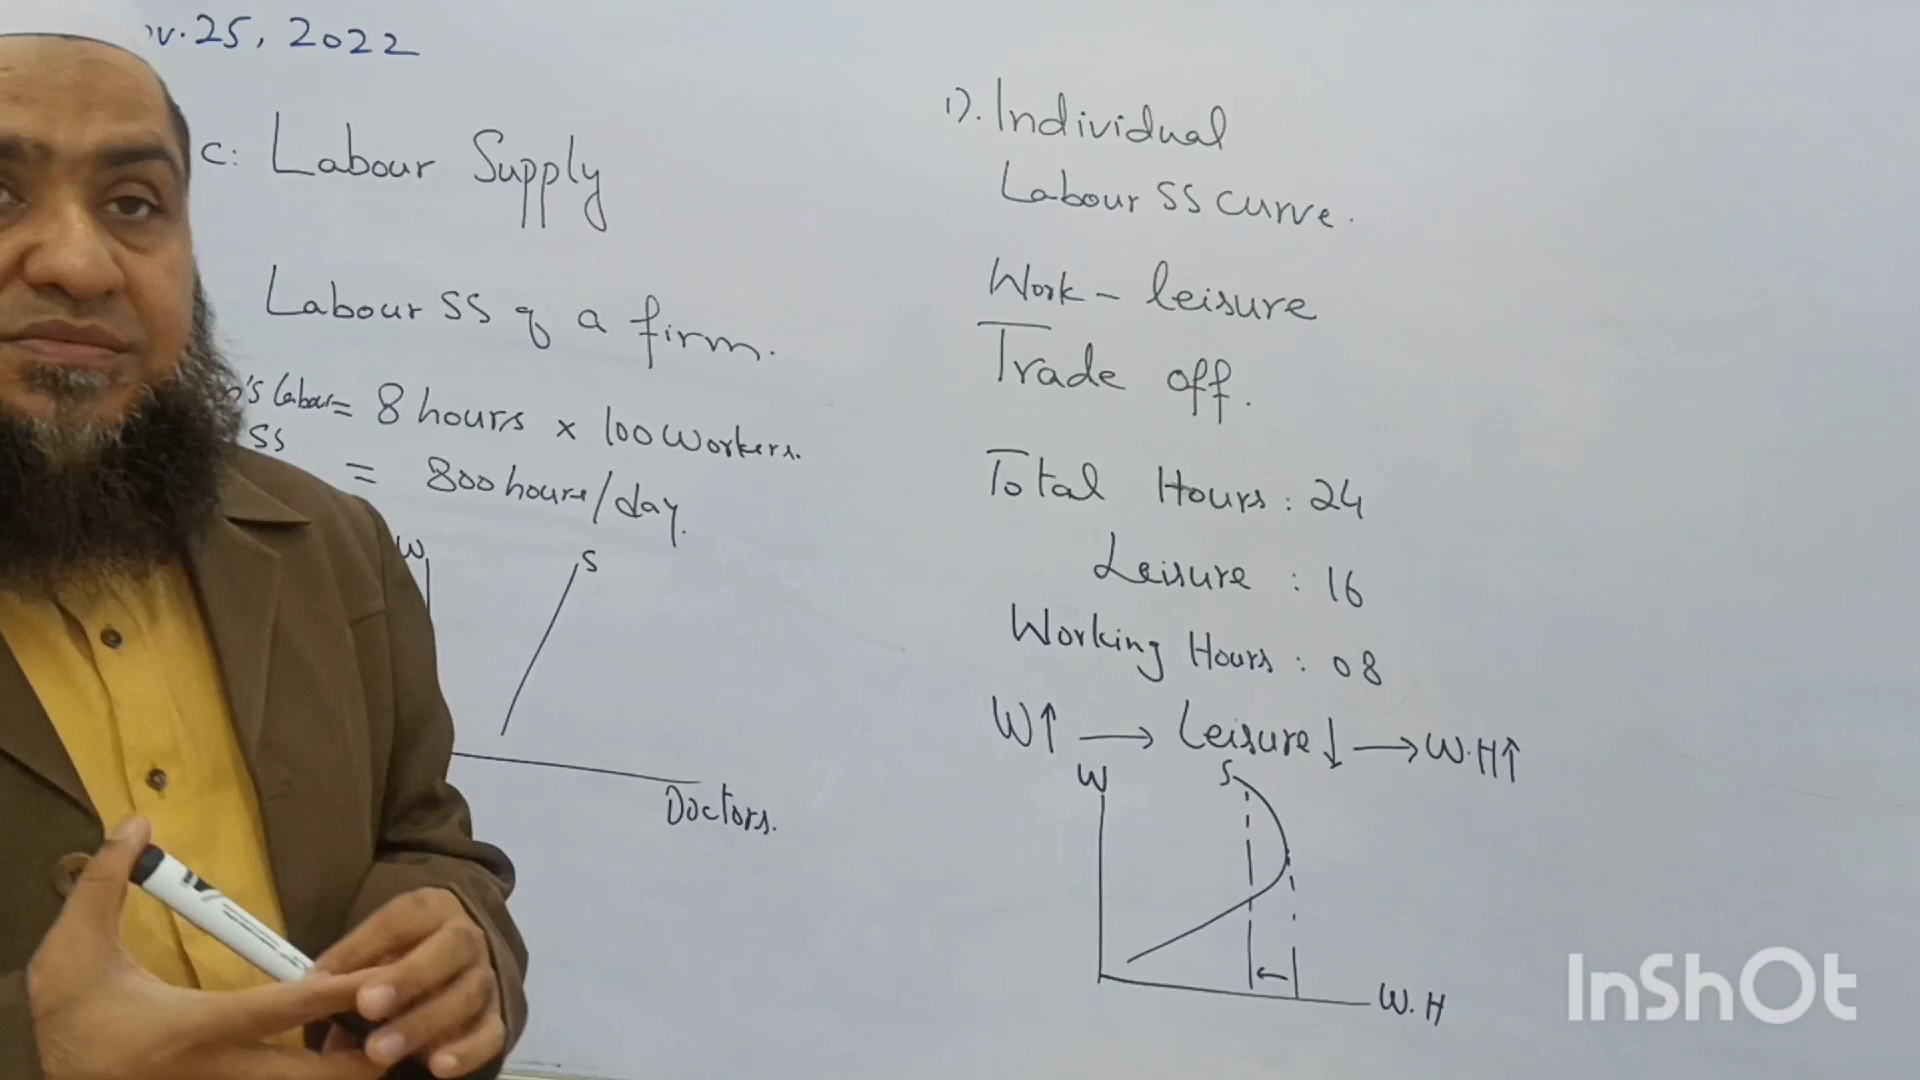 25, 2022
C: Labour Supply
Labour SS of a firm.
's labour = 8 hours × 100 workers.
SS
= 800 hours/day.
W
S
Doctors.
1). Individual
Labour SS curve.
Work - leisure
Trade off.
Total Hours : 24
Leisure : 16
Working Hours : 08
W↑ → Leisure↓ → W.H↑
W
S
W.H
InShOt